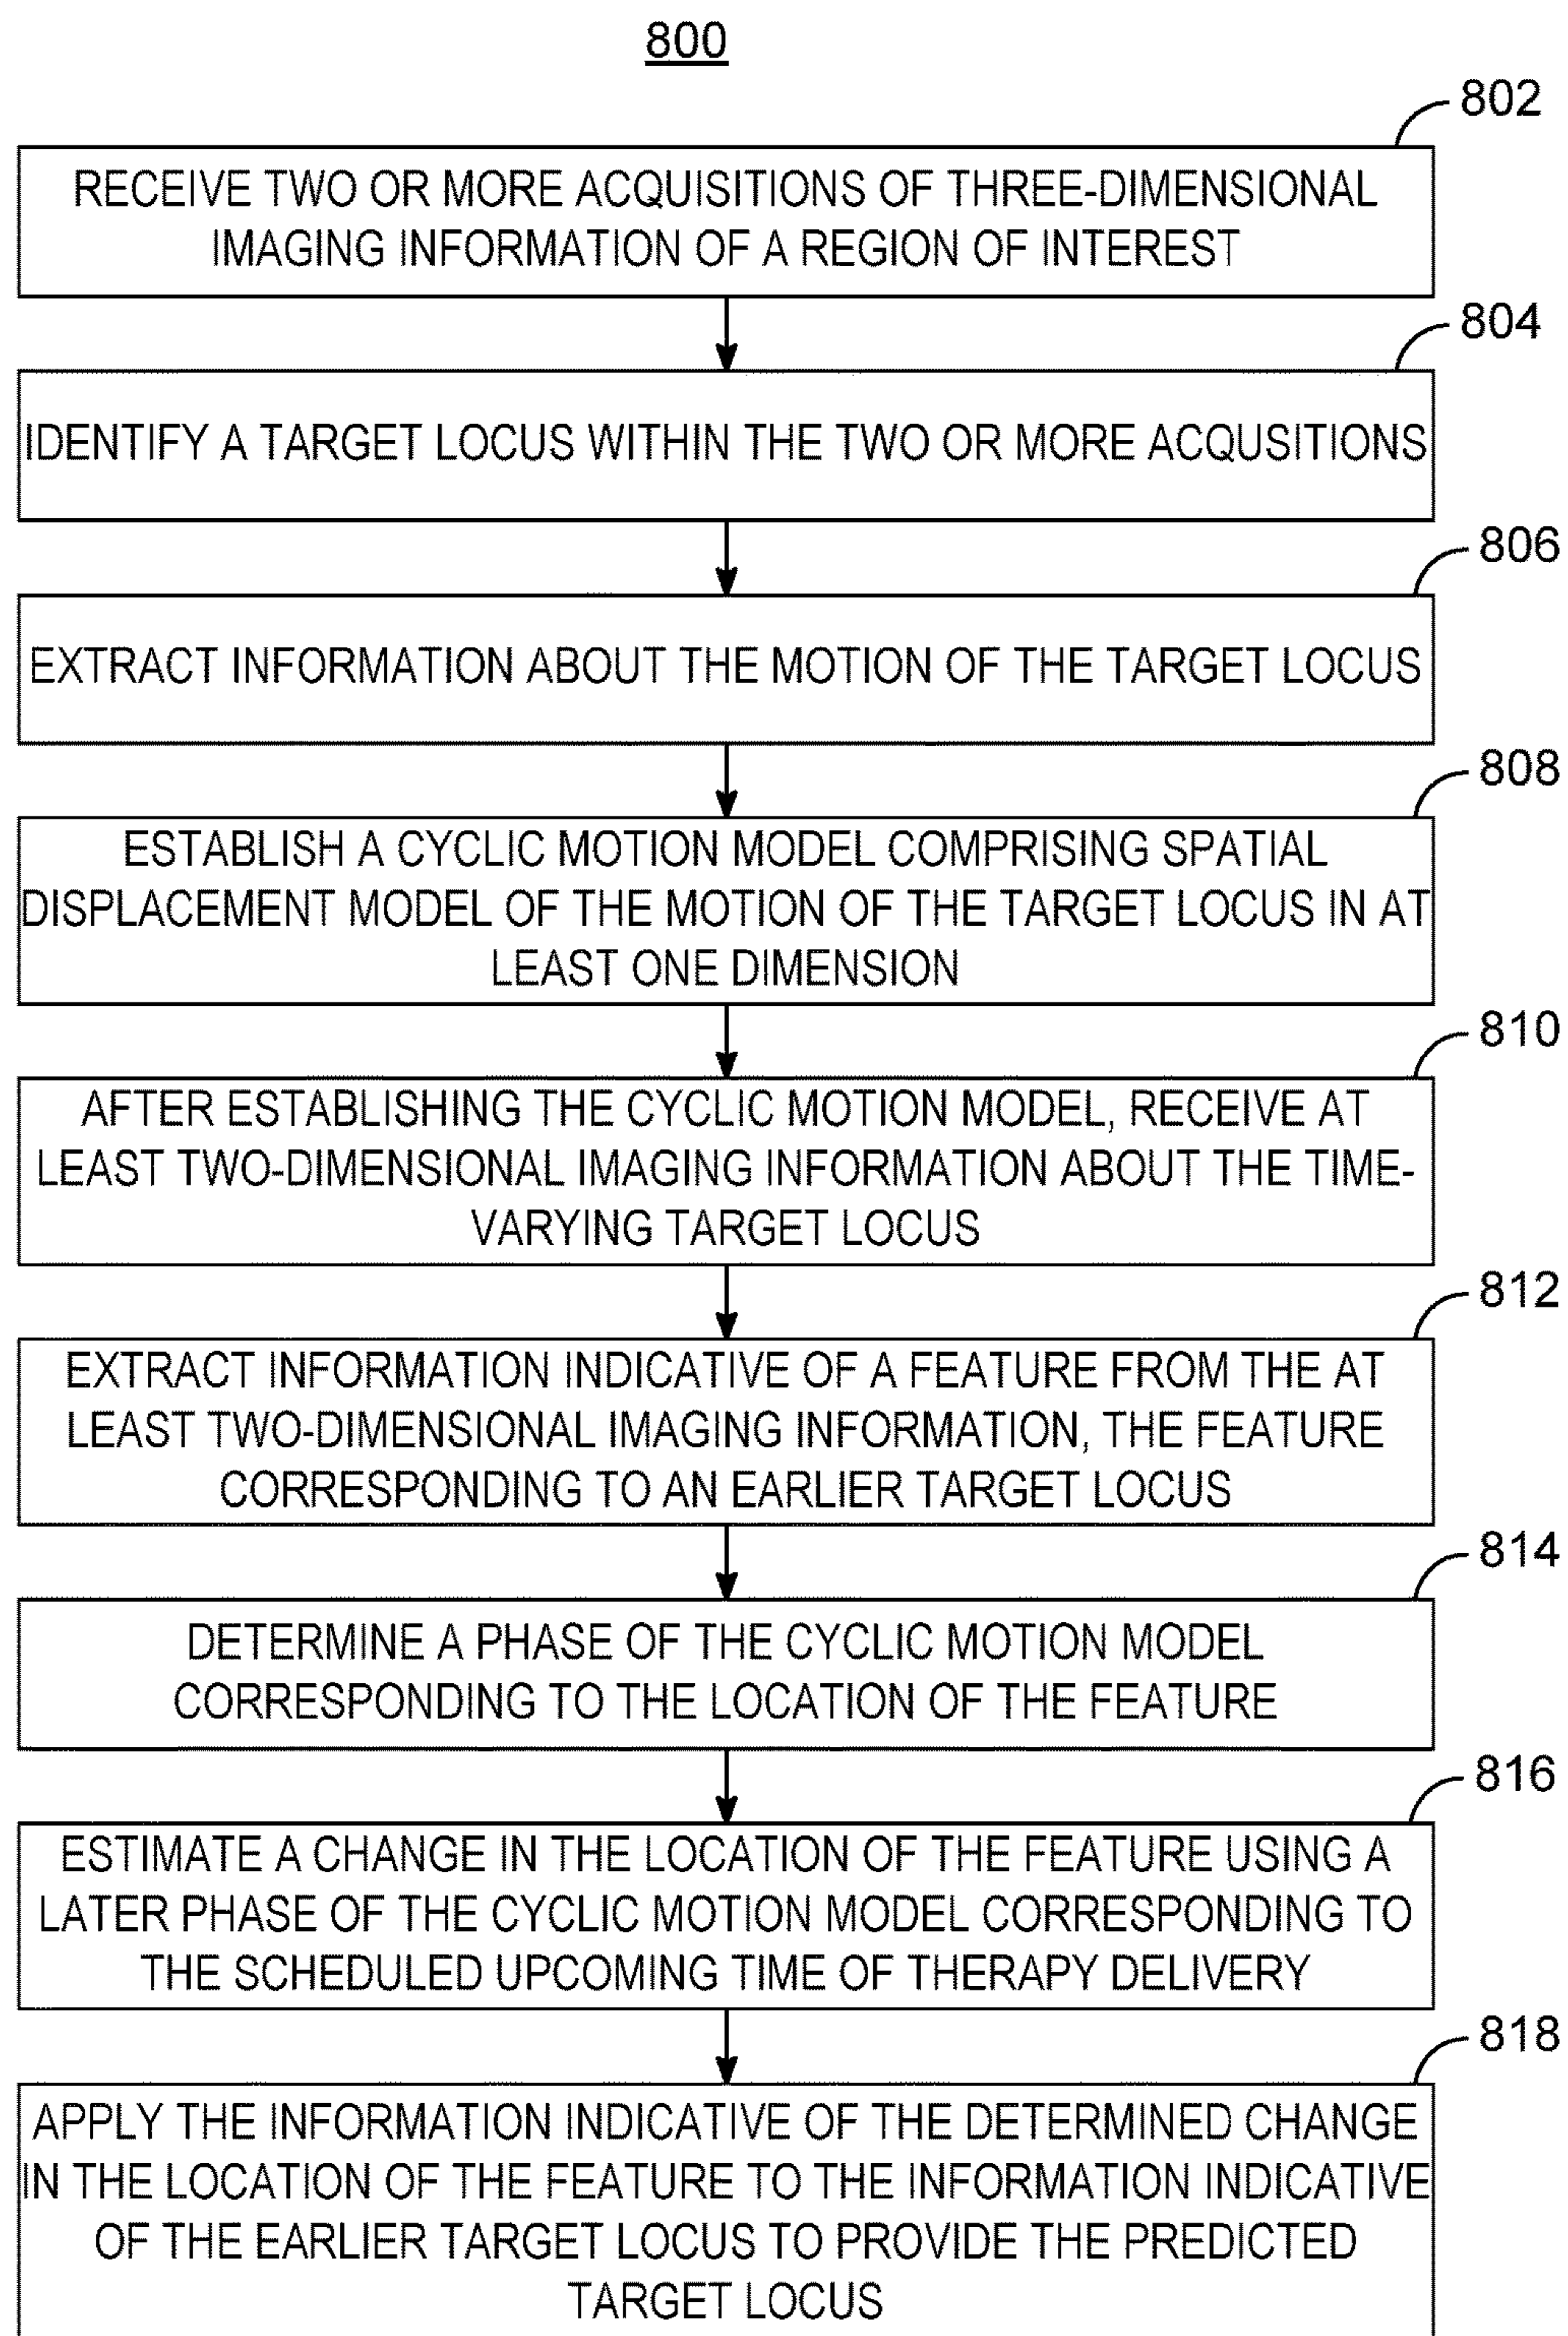 800
802
RECEIVE TWO OR MORE ACQUISITIONS OF THREE-DIMENSIONAL
IMAGING INFORMATION OF A REGION OF INTEREST
804
IDENTIFY A TARGET LOCUS WITHIN THE TWO OR MORE ACQUSITIONS
806
EXTRACT INFORMATION ABOUT THE MOTION OF THE TARGET LOCUS
808
ESTABLISH A CYCLIC MOTION MODEL COMPRISING SPATIAL
DISPLACEMENT MODEL OF THE MOTION OF THE TARGET LOCUS IN AT
LEAST ONE DIMENSION
810
AFTER ESTABLISHING THE CYCLIC MOTION MODEL, RECEIVE AT
LEAST TWO-DIMENSIONAL IMAGING INFORMATION ABOUT THE TIME-
VARYING TARGET LOCUS
812
EXTRACT INFORMATION INDICATIVE OF A FEATURE FROM THE AT
LEAST TWO-DIMENSIONAL IMAGING INFORMATION, THE FEATURE
CORRESPONDING TO AN EARLIER TARGET LOCUS
814
DETERMINE A PHASE OF THE CYCLIC MOTION MODEL
CORRESPONDING TO THE LOCATION OF THE FEATURE
816
ESTIMATE A CHANGE IN THE LOCATION OF THE FEATURE USING A
LATER PHASE OF THE CYCLIC MOTION MODEL CORRESPONDING TO
THE SCHEDULED UPCOMING TIME OF THERAPY DELIVERY
818
APPLY THE INFORMATION INDICATIVE OF THE DETERMINED CHANGE
IN THE LOCATION OF THE FEATURE TO THE INFORMATION INDICATIVE
OF THE EARLIER TARGET LOCUS TO PROVIDE THE PREDICTED
TARGET LOCUS